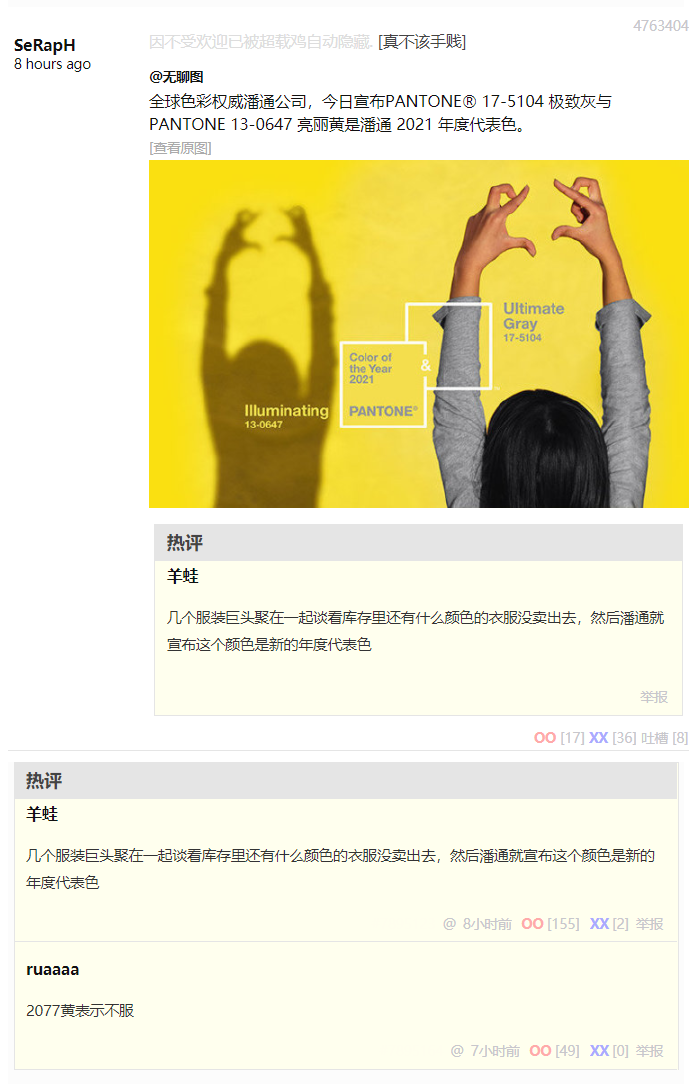 4763404
SeRapH
8 hours ago
因不受欢迎已被超载鸡自动隐藏. [真不该手贱]
@无聊图
全球色彩权威潘通公司，今日宣布PANTONE® 17-5104 极致灰与
PANTONE 13-0647 亮丽黄是潘通 2021 年度代表色。
[查看原图]
Ultimate
Gray
17-5104
Color of
the Year
2021
&
PANTONE®
Illuminating
13-0647
热评
羊蛙
几个服装巨头聚在一起谈看库存里还有什么颜色的衣服没卖出去，然后潘通就
宣布这个颜色是新的年度代表色
举报
OO [17] XX [36] 吐槽 [8]
热评
羊蛙
几个服装巨头聚在一起谈看库存里还有什么颜色的衣服没卖出去，然后潘通就宣布这个颜色是新的
年度代表色
@ 8小时前 OO [155] XX [2] 举报
ruaaaa
2077黄表示不服
@ 7小时前 OO [49] XX [0] 举报